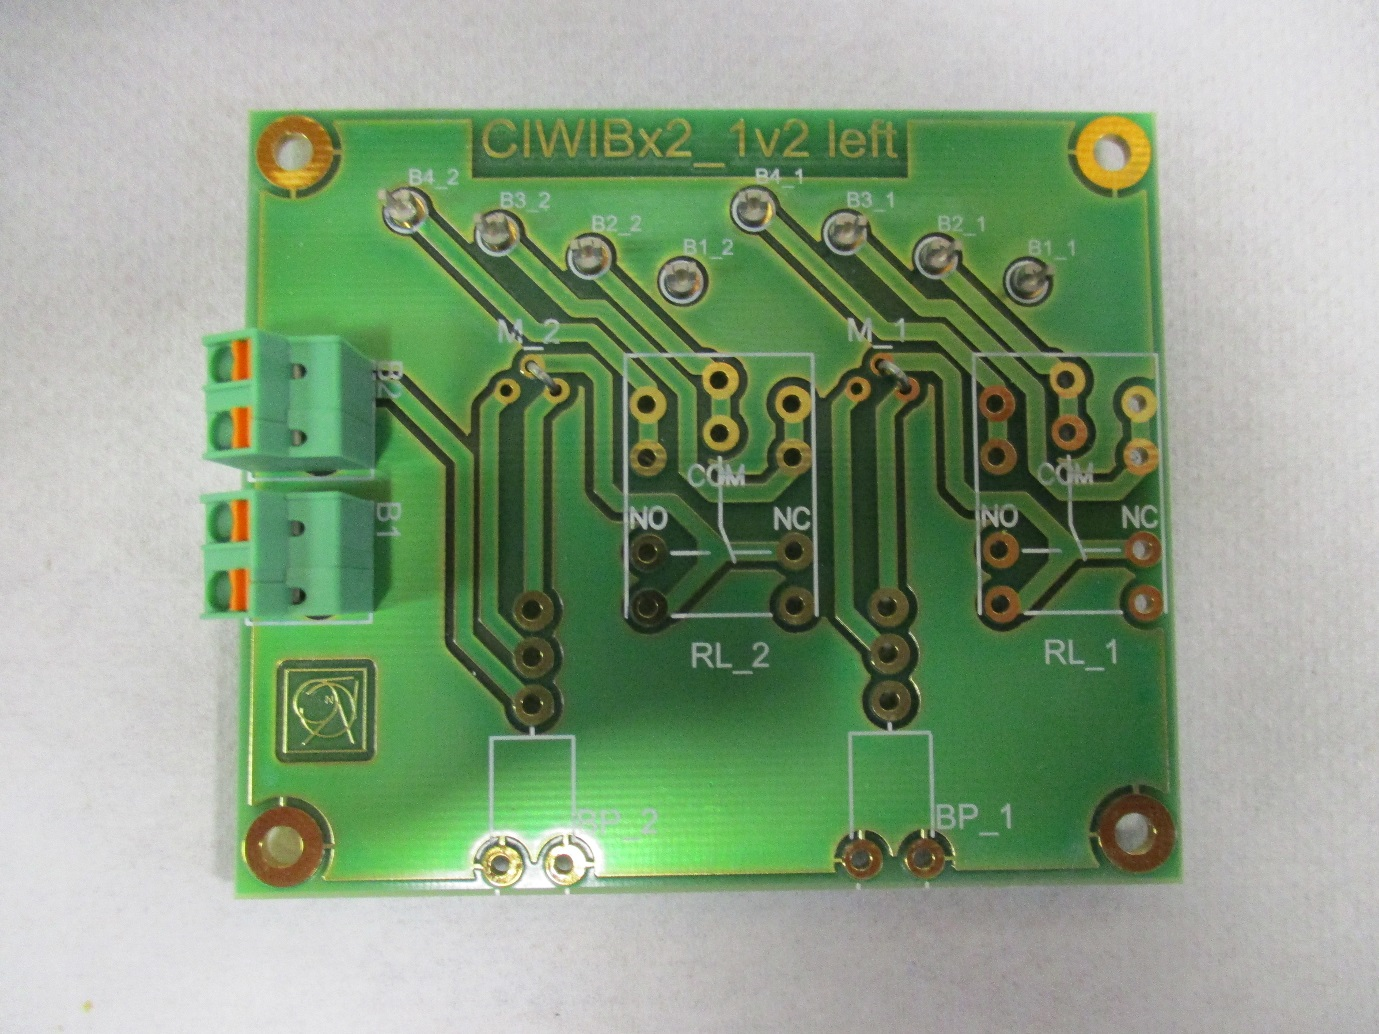 CIWIBx2_1v2 left
B4_2
B3_2
B2_2
B1_2
B4_1
B3_1
B2_1
B1_1
M_2
M_1
B2
B1
COM
NO
NC
RL_2
COM
NO
NC
RL_1
BP_2
BP_1